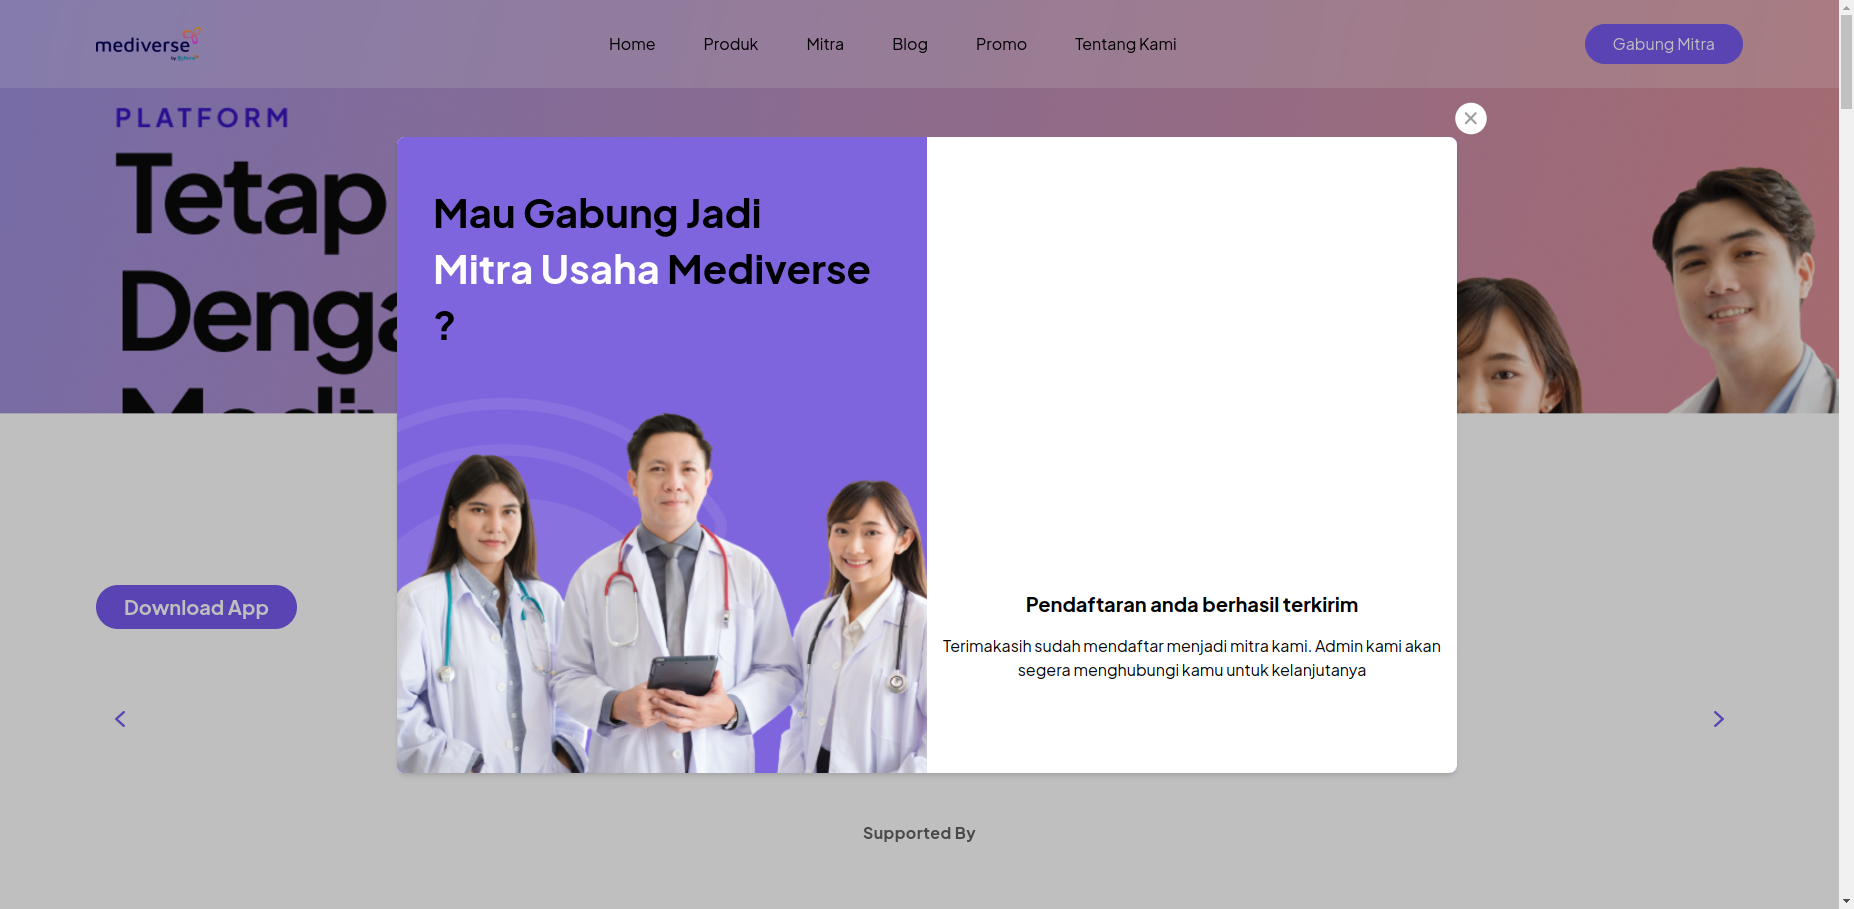 mediverse
Home
Produk
Mitra
Blog
Promo
Tentang Kami
Gabung Mitra
PLATFORM
Tetap
Denga
Mau Gabung Jadi
Mitra Usaha Mediverse
?
Download App
Pendaftaran anda berhasil terkirim
Terimakasih sudah mendaftar menjadi mitra kami. Admin kami akan
segera menghubungi kamu untuk kelanjutanya
Supported By